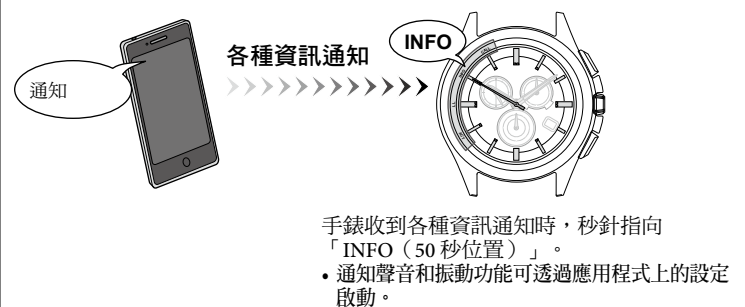 各種資訊通知
INFO
通知
手錶收到各種資訊通知時，秒針指向
「INFO（50 秒位置）」。
• 通知聲音和振動功能可透過應用程式上的設定
啟動。